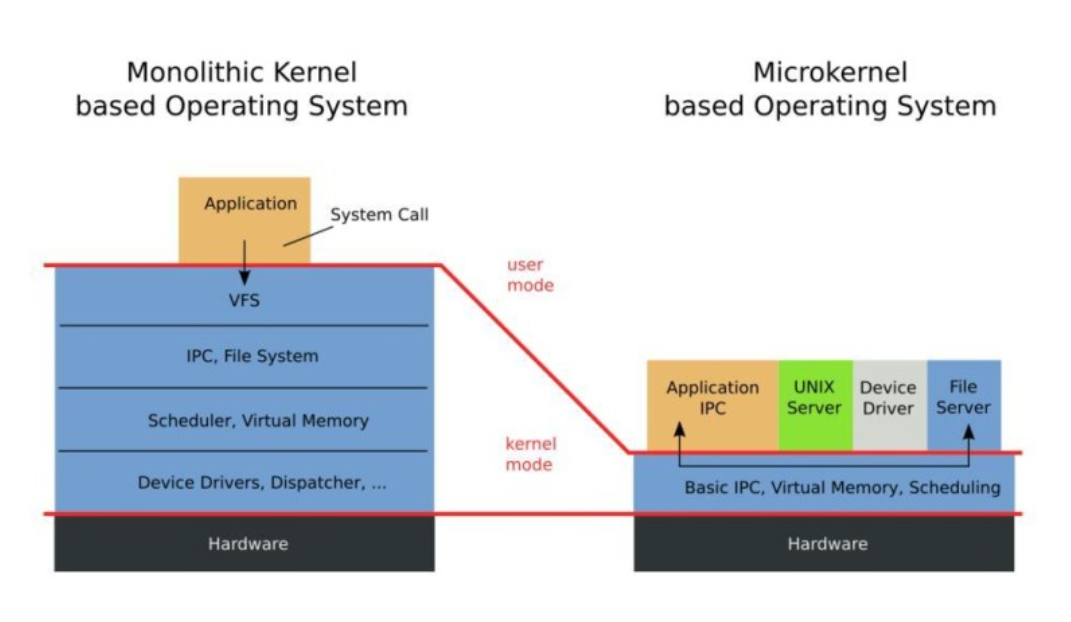 Monolithic Kernel
based Operating System
Microkernel
based Operating System
Application
System Call
VFS
IPC, File System
Scheduler, Virtual Memory
Device Drivers, Dispatcher, ...
Hardware
user
mode
kernel
mode
Application
IPC
UNIX
Server
Device
Driver
File
Server
Basic IPC, Virtual Memory, Scheduling
Hardware